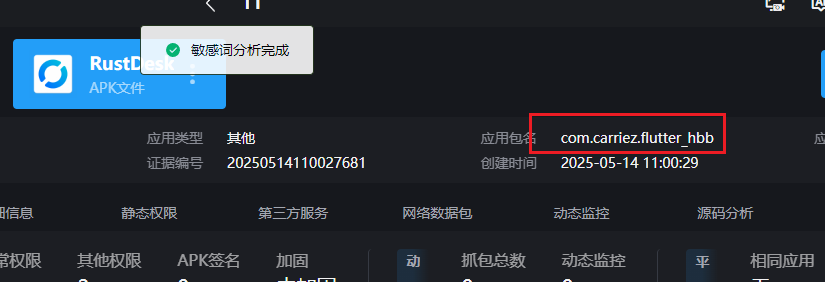 敏感词分析完成
RustDesk
APK文件
应用类型 其他 应用包名 com.carriez.flutter_hbb
证据编号 20250514110027681 创建时间 2025-05-14 11:00:29
细信息 静态权限 第三方服务 网络数据包 动态监控 源码分析
常权限 其他权限 APK签名 加固 动 抓包总数 动态监控 平 相同应用